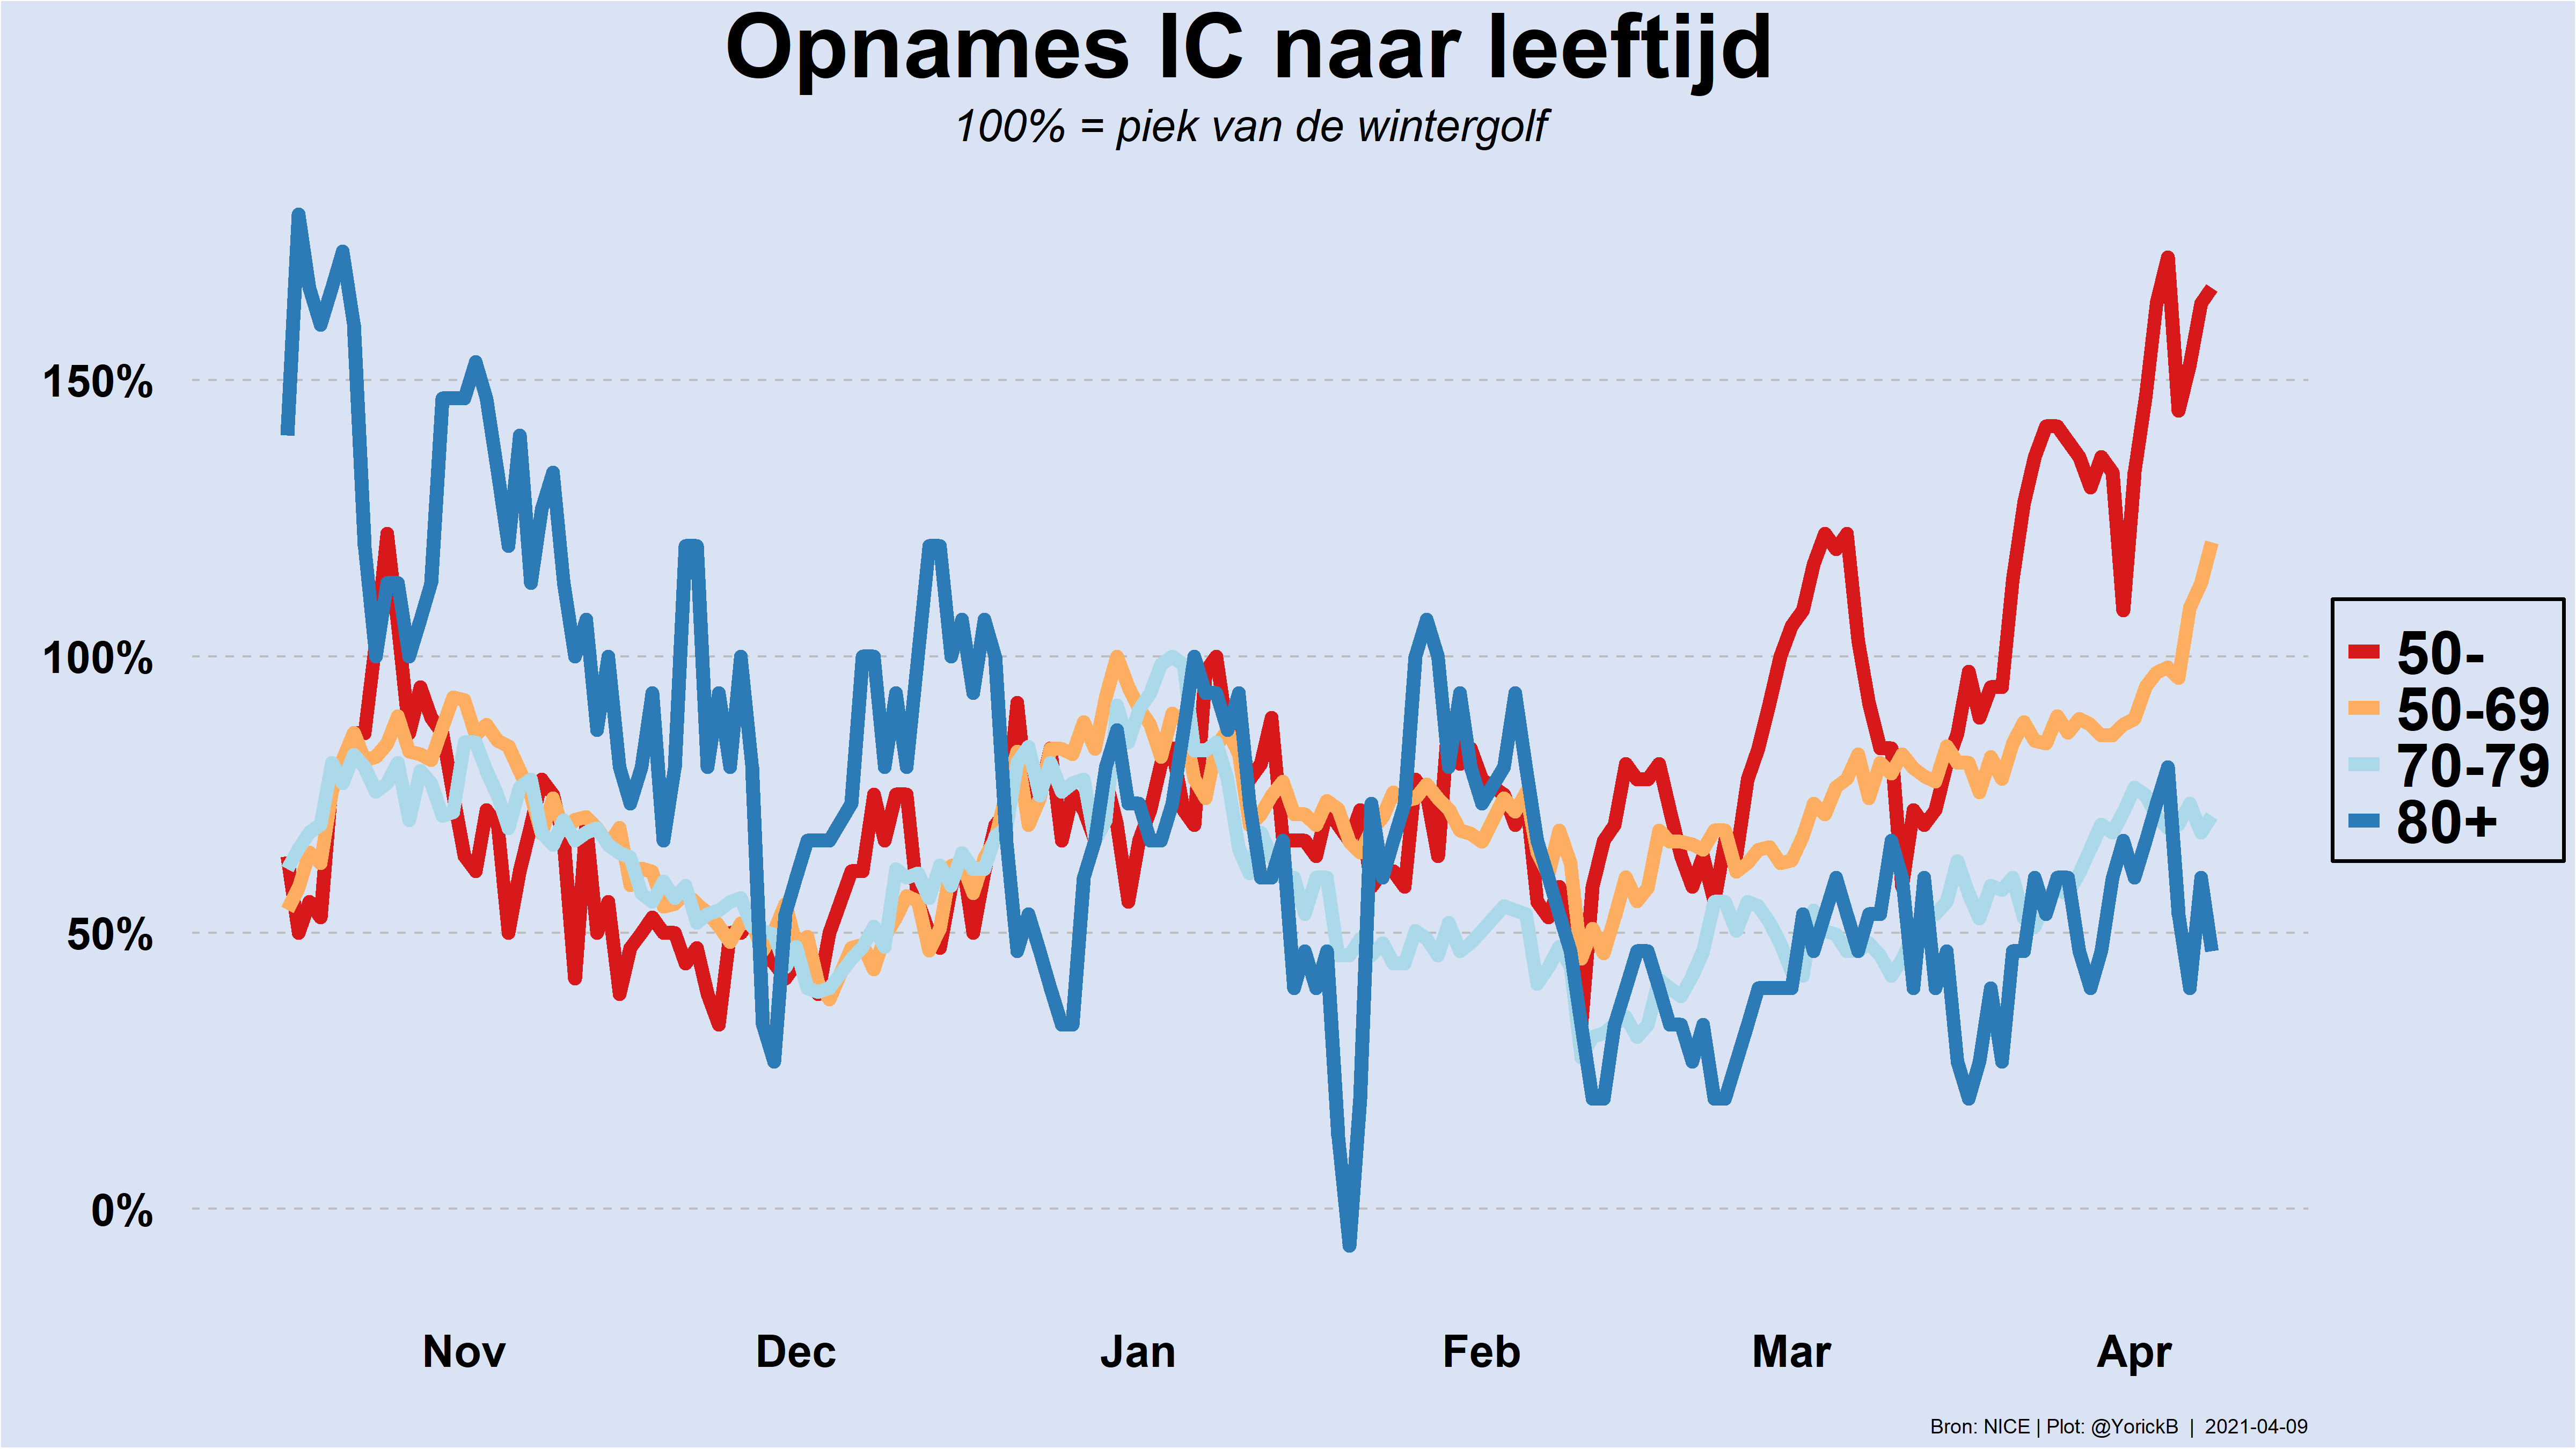 Opnames IC naar leeftijd
100% = piek van de wintergolf
150%
100%
50%
0%
50-
50-69
70-79
80+
Nov Dec Jan Feb Mar Apr
Bron: NICE | Plot: @YorickB | 2021-04-09